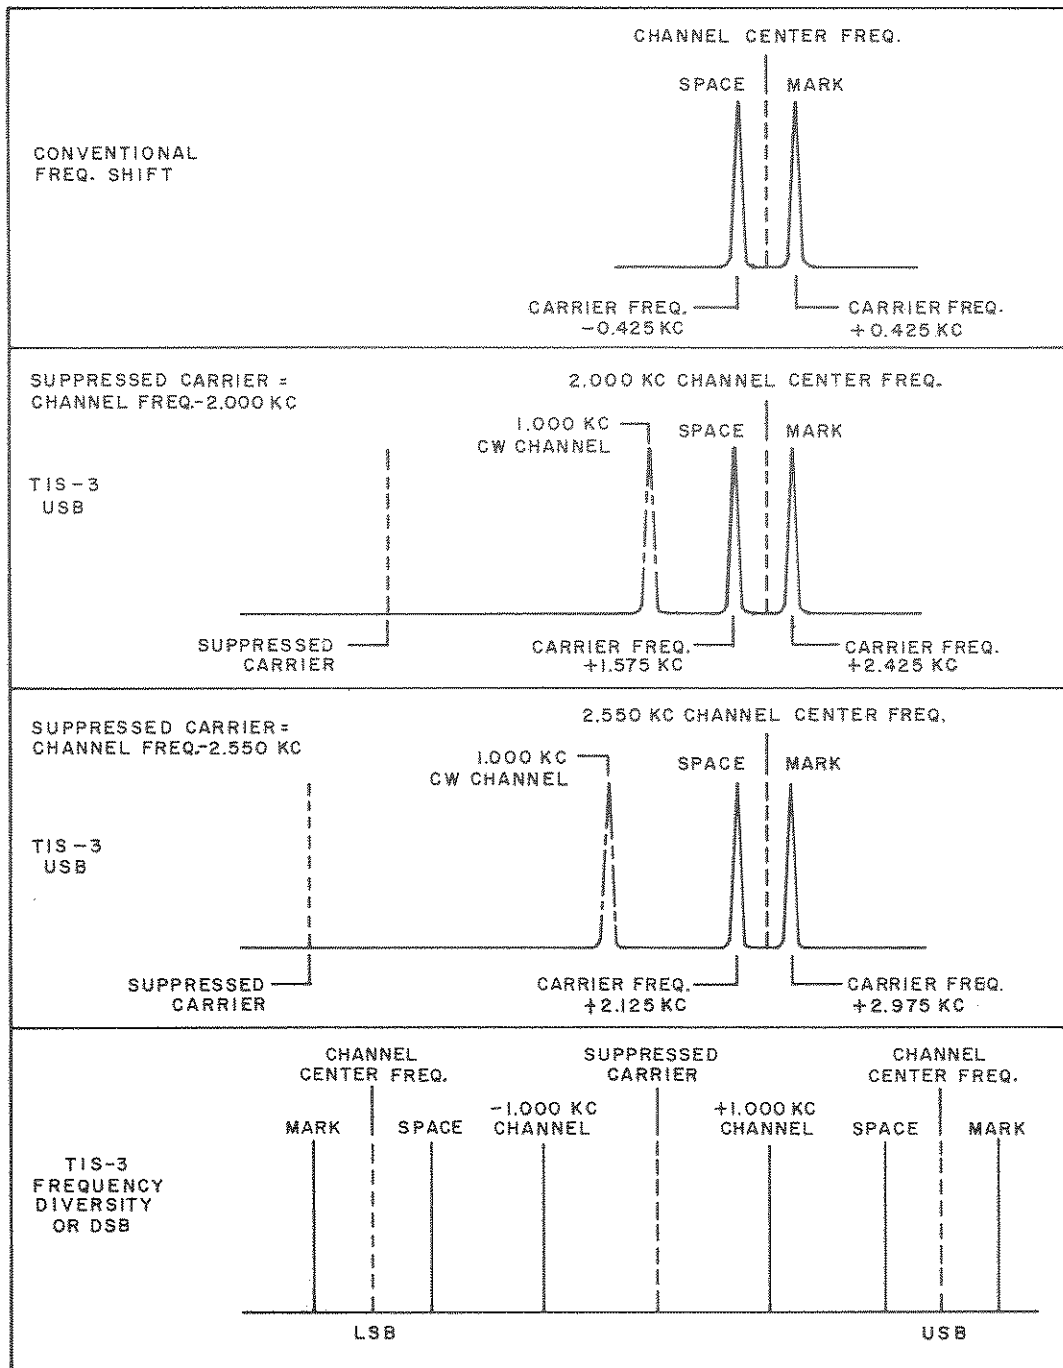 CHANNEL CENTER FREQ.
SPACE
MARK
CONVENTIONAL
FREQ. SHIFT
CARRIER FREQ.
-0.425 KC
CARRIER FREQ.
+0.425 KC
SUPPRESSED CARRIER =
CHANNEL FREQ.-2.000 KC
2.000 KC CHANNEL CENTER FREQ.
1.000 KC
CW CHANNEL
SPACE
MARK
TIS-3
USB
SUPPRESSED
CARRIER
CARRIER FREQ.
+1.575 KC
CARRIER FREQ.
+2.425 KC
SUPPRESSED CARRIER=
CHANNEL FREQ.-2.550 KC
2.550 KC CHANNEL CENTER FREQ.
1.000 KC
CW CHANNEL
SPACE
MARK
TIS-3
USB
SUPPRESSED
CARRIER
CARRIER FREQ.
+2.125 KC
CARRIER FREQ.
+2.975 KC
CHANNEL
CENTER FREQ.
SUPPRESSED
CARRIER
CHANNEL
CENTER FREQ.
MARK
SPACE
-1.000 KC
CHANNEL
+1.000 KC
CHANNEL
SPACE
MARK
TIS-3
FREQUENCY
DIVERSITY
OR DSB
LSB
USB